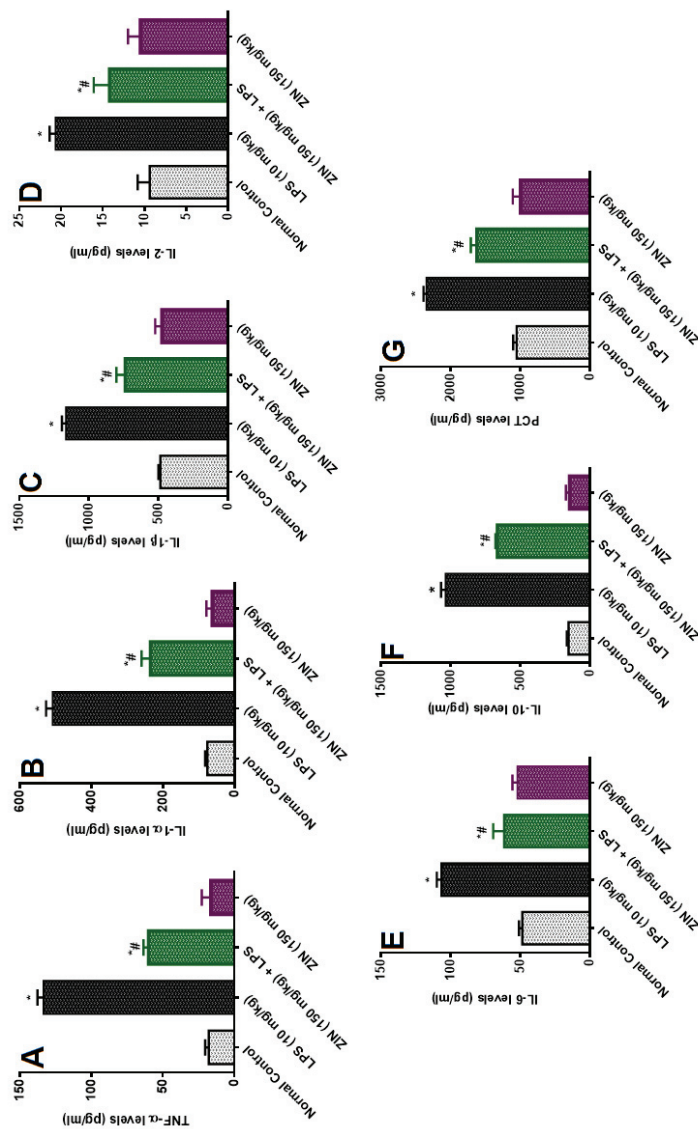 A
TNF-α levels (pg/ml)
150
100
50
0
*
*#
Normal Control
LPS (10 mg/kg)
ZIN (150 mg/kg) + LPS
ZIN (150 mg/kg)
B
IL-1α levels (pg/ml)
600
400
200
0
*
*#
Normal Control
LPS (10 mg/kg)
ZIN (150 mg/kg) + LPS
ZIN (150 mg/kg)
C
IL-1β levels (pg/ml)
1500
1000
500
0
*
*#
Normal Control
LPS (10 mg/kg)
ZIN (150 mg/kg) + LPS
ZIN (150 mg/kg)
D
IL-2 levels (pg/ml)
25
20
15
10
5
0
*
*#
Normal Control
LPS (10 mg/kg)
ZIN (150 mg/kg) + LPS
ZIN (150 mg/kg)
E
IL-6 levels (pg/ml)
150
100
50
0
*
*#
Normal Control
LPS (10 mg/kg)
ZIN (150 mg/kg) + LPS
ZIN (150 mg/kg)
F
IL-10 levels (pg/ml)
1500
1000
500
0
*
*#
Normal Control
LPS (10 mg/kg)
ZIN (150 mg/kg) + LPS
ZIN (150 mg/kg)
G
PCT levels (pg/ml)
3000
2000
1000
0
*
*#
Normal Control
LPS (10 mg/kg)
ZIN (150 mg/kg) + LPS
ZIN (150 mg/kg)